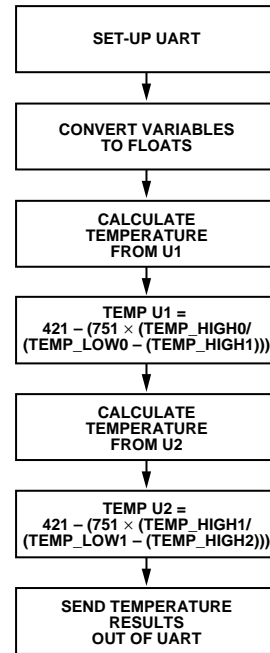 SET-UP UART
CONVERT VARIABLES
TO FLOATS
CALCULATE
TEMPERATURE
FROM U1
TEMP U1 =
421 – (751 × (TEMP_HIGH0/
(TEMP_LOW0 – (TEMP_HIGH1)))
CALCULATE
TEMPERATURE
FROM U2
TEMP U2 =
421 – (751 × (TEMP_HIGH1/
(TEMP_LOW1 – (TEMP_HIGH2)))
SEND TEMPERATURE
RESULTS
OUT OF UART